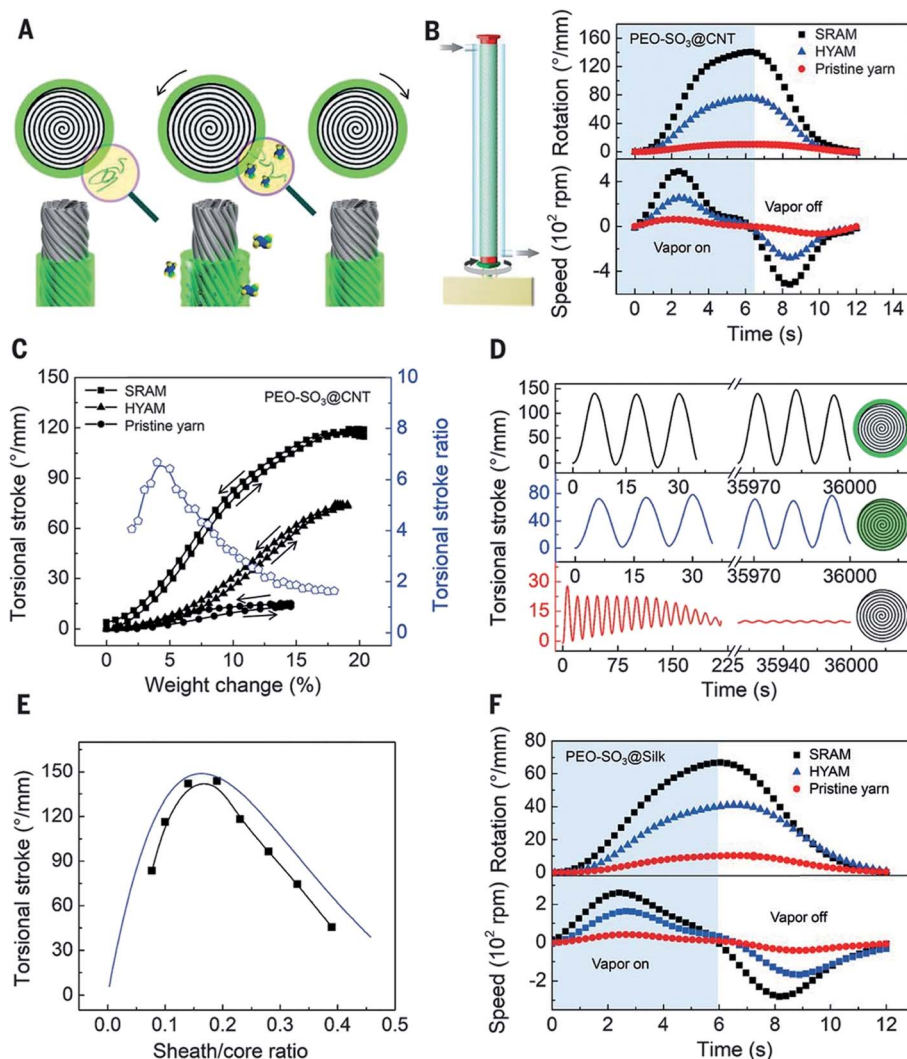 A
B
PEO-SO₃@CNT
SRAM
HYAM
Pristine yarn
Rotation (°/mm)
160
120
80
40
0
Speed (10² rpm)
4
0
-4
Vapor on
Vapor off
0 2 4 6 8 10 12 14
Time (s)
C
Torsional stroke (°/mm)
150
120
90
60
30
0
SRAM
HYAM
Pristine yarn
PEO-SO₃@CNT
10
8
6
4
2
0
Torsional stroke ratio
0 5 10 15 20
Weight change (%)
D
Torsional stroke (°/mm)
150
100
50
0
0 15 30 35970 36000
80
40
0
0 15 30 35970 36000
30
20
10
0
0 75 150 225 35940 36000
Time (s)
E
Torsional stroke (°/mm)
150
120
90
60
30
0
0.0 0.1 0.2 0.3 0.4 0.5
Sheath/core ratio
F
PEO-SO₃@Silk
SRAM
HYAM
Pristine yarn
Rotation (°/mm)
80
60
40
20
0
Speed (10² rpm)
2
0
-2
Vapor on
Vapor off
0 2 4 6 8 10 12
Time (s)